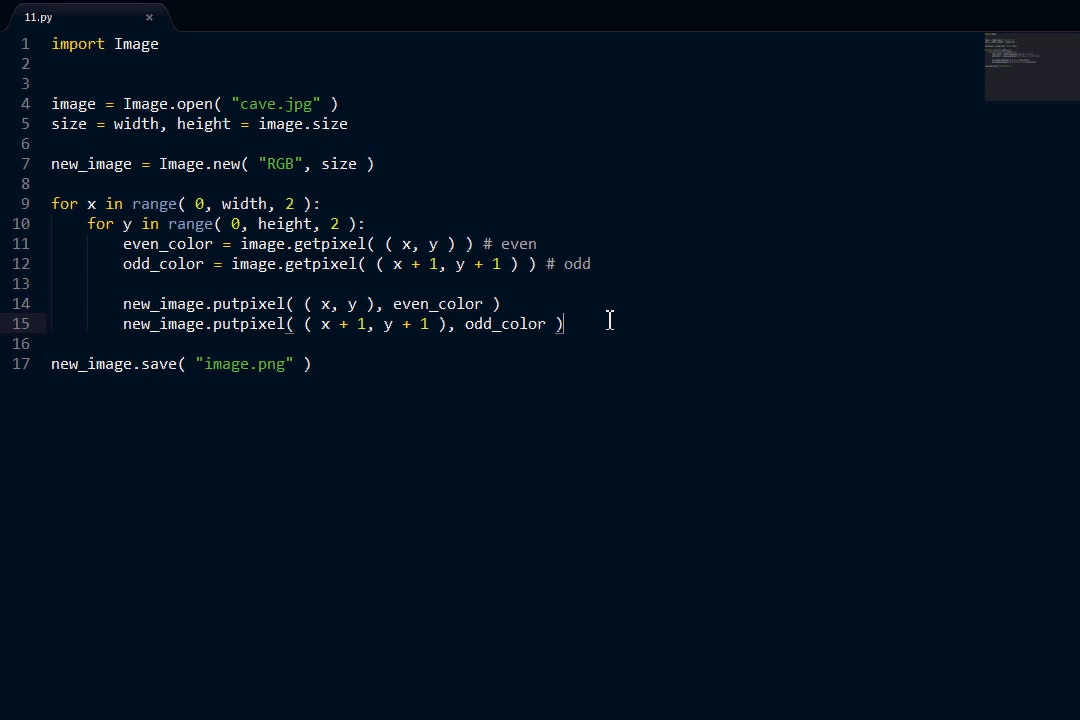 11.py ×
1 import Image
2
3
4 image = Image.open( "cave.jpg" )
5 size = width, height = image.size
6
7 new_image = Image.new( "RGB", size )
8
9 for x in range( 0, width, 2 ):
10     for y in range( 0, height, 2 ):
11         even_color = image.getpixel( ( x, y ) ) # even
12         odd_color = image.getpixel( ( x + 1, y + 1 ) ) # odd
13
14         new_image.putpixel( ( x, y ), even_color )
15         new_image.putpixel( ( x + 1, y + 1 ), odd_color )
16
17 new_image.save( "image.png" )